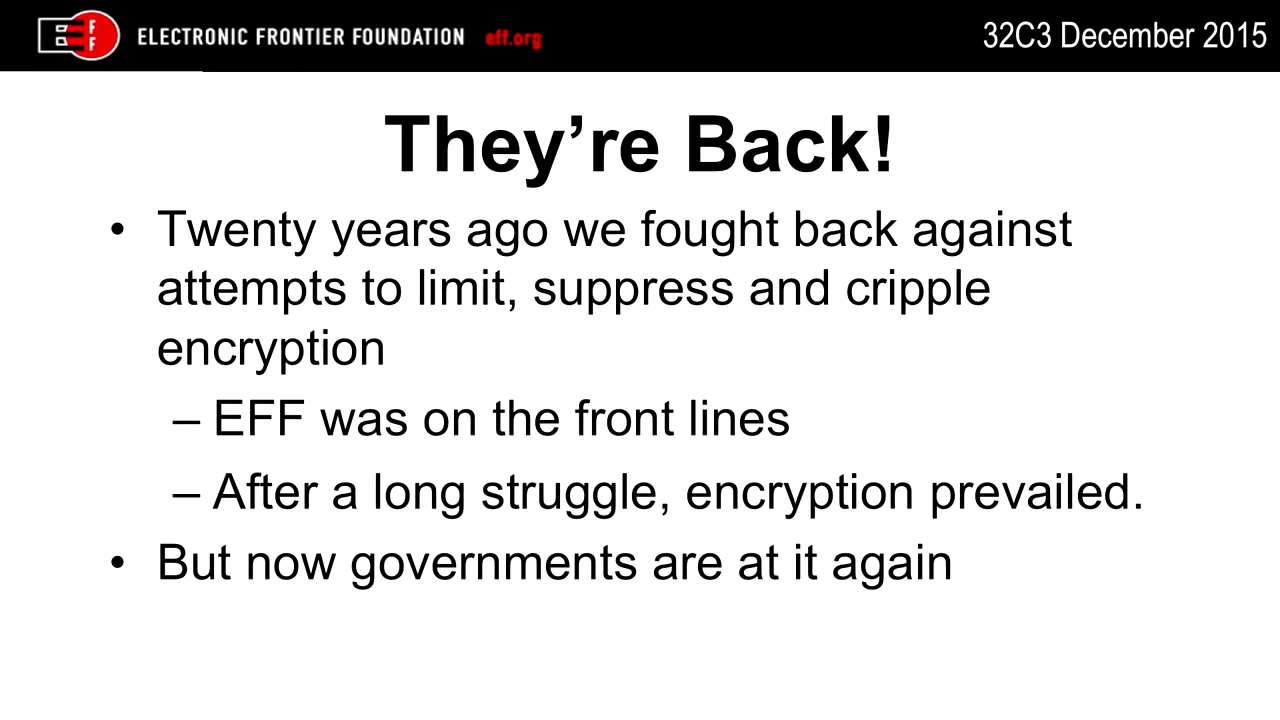 EFF
ELECTRONIC FRONTIER FOUNDATION eff.org
32C3 December 2015
They’re Back!
• Twenty years ago we fought back against
attempts to limit, suppress and cripple
encryption
– EFF was on the front lines
– After a long struggle, encryption prevailed.
• But now governments are at it again